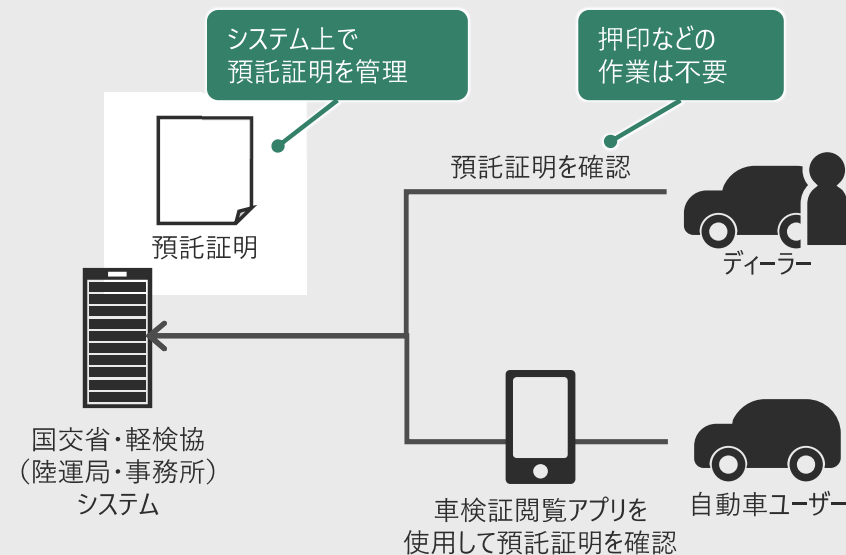 システム上で
預託証明を管理
押印などの
作業は不要
預託証明を確認
預託証明
ディーラー
国交省・軽検協
（陸運局・事務所）
システム
車検証閲覧アプリを
使用して預託証明を確認
自動車ユーザー